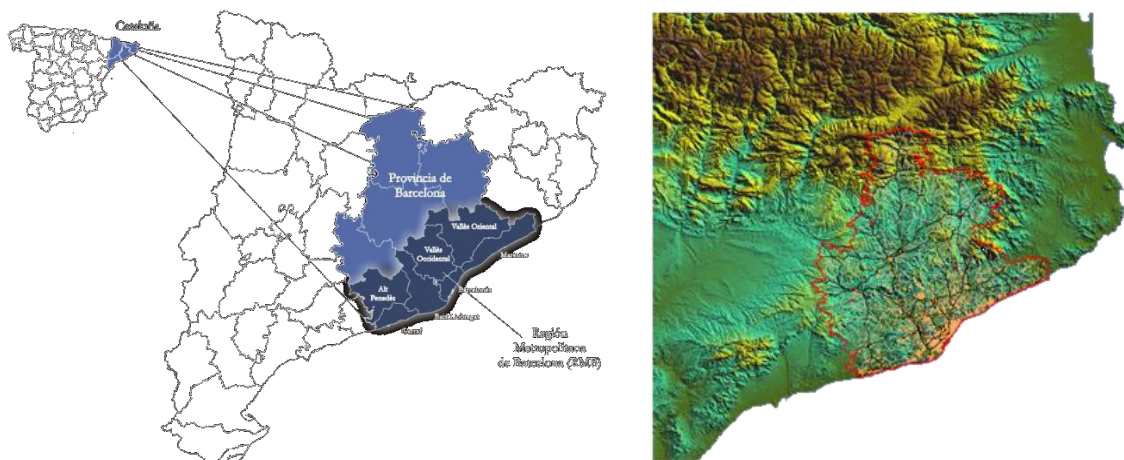 Cataluña
Provincia de
Barcelona
Vallès Oriental
Vallès
Occidental
Maresme
Alt
Penedès
Barcelonès
Baix Llobregat
Garraf
Región
Metropolitana
de Barcelona (RMB)